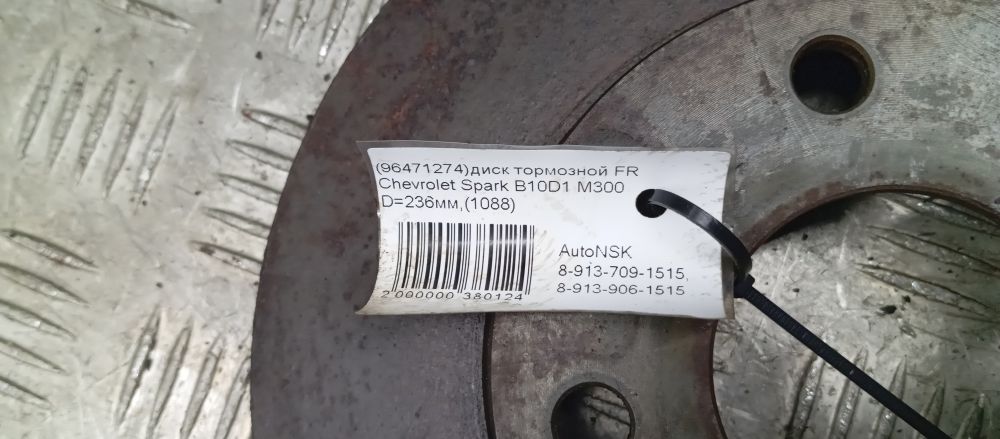 (96471274)диск тормозной FR
Chevrolet Spark B10D1 M300
D=236мм,(1088)
AutoNSK
8-913-709-1515,
8-913-906-1515
2 000000 380124